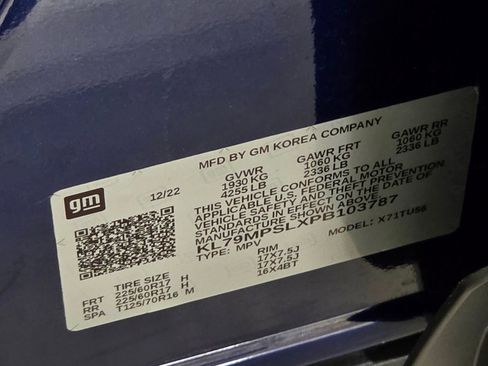 gm
12/22
MFD BY GM KOREA COMPANY
GVWR GAWR FRT GAWR RR
1930 KG 1060 KG 1060 KG
4255 LB 2336 LB 2336 LB
THIS VEHICLE CONFORMS TO ALL
APPLICABLE U.S. FEDERAL MOTOR
VEHICLE SAFETY AND THEFT PREVENTION
STANDARDS IN EFFECT ON THE DATE OF
MANUFACTURE SHOWN ABOVE.
KL79MPSLXPB103787
TYPE: MPV MODEL: X71TU56
TIRE SIZE RIM
FRT 225/60R17 H 17X7.5J
RR 225/60R17 H 17X7.5J
SPA T125/70R16 M 16X4BT